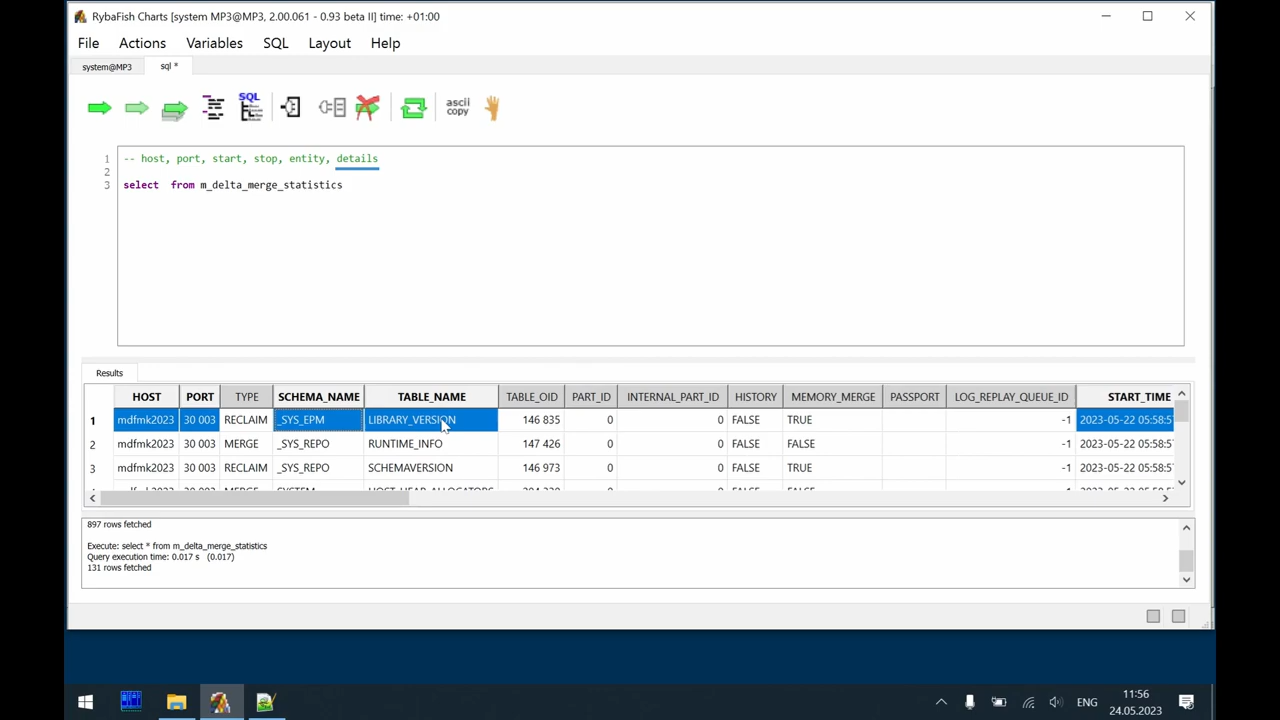 RybaFish Charts [system MP3@MP3, 2.00.061 - 0.93 beta II] time: +01:00
File Actions Variables SQL Layout Help
system@MP3 sql *
SQL ascii copy
1 -- host, port, start, stop, entity, details
2
3 select  from m_delta_merge_statistics
Results
HOST PORT TYPE SCHEMA_NAME TABLE_NAME TABLE_OID PART_ID INTERNAL_PART_ID HISTORY MEMORY_MERGE PASSPORT LOG_REPLAY_QUEUE_ID START_TIME
1 mdfmk2023 30 003 RECLAIM _SYS_EPM LIBRARY_VERSION 146 835 0 0 FALSE TRUE -1 2023-05-22 05:58:5
2 mdfmk2023 30 003 MERGE _SYS_REPO RUNTIME_INFO 147 426 0 0 FALSE FALSE -1 2023-05-22 05:58:5
3 mdfmk2023 30 003 RECLAIM _SYS_REPO SCHEMAVERSION 146 973 0 0 FALSE TRUE -1 2023-05-22 05:58:5
897 rows fetched
Execute: select * from m_delta_merge_statistics
Query execution time: 0.017 s (0.017)
131 rows fetched
ENG
11:56
24.05.2023